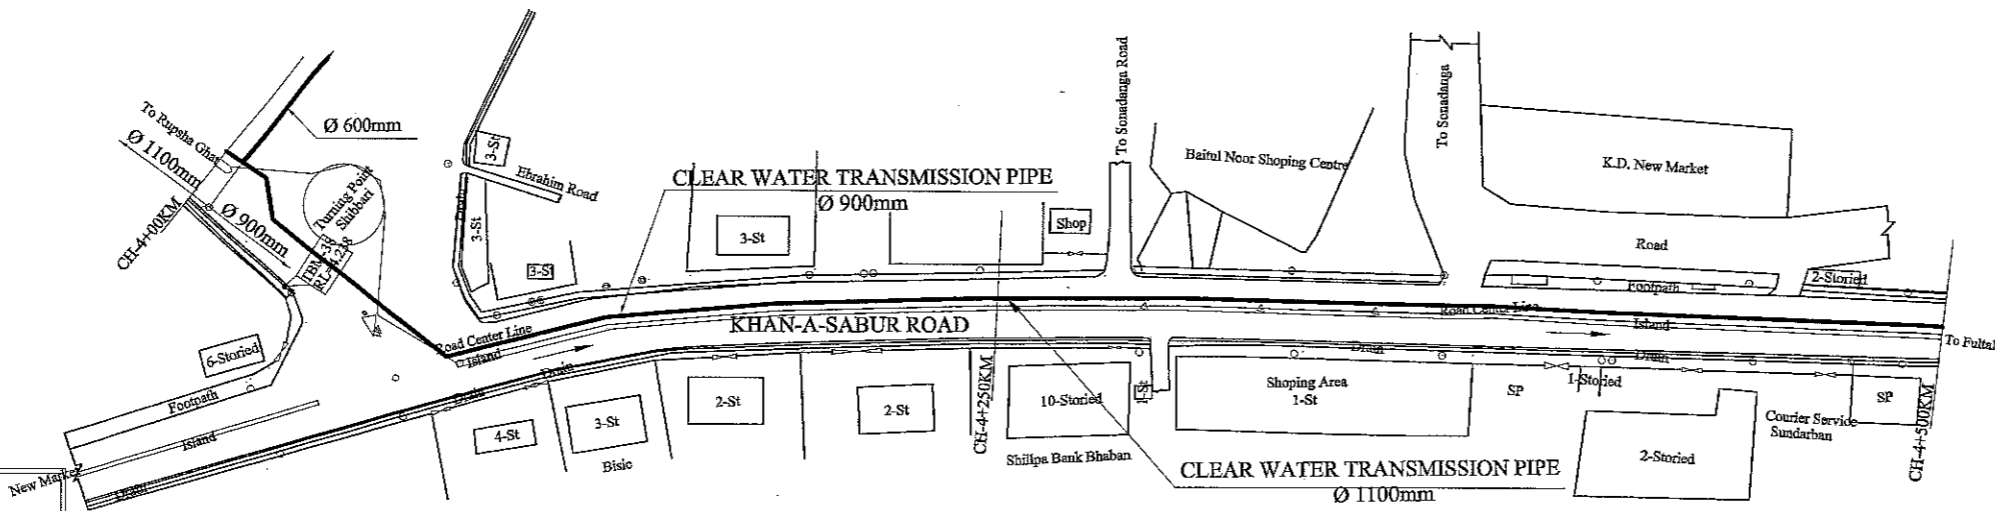 To Rupsha Ghat
Ø 1100mm
Ø 600mm
Ø 900mm
CH-4+00KM
Turning Point
Shibbari
TBM-38
3-St
Ebrahim Road
3-St
3-St
CLEAR WATER TRANSMISSION PIPE
Ø 900mm
3-St
Shop
To Sonadanga Road
Baitul Noor Shoping Centre
To Sonadanga
K.D. New Market
Road
2-Storied
Footpath
Road Center Line
Island
KHAN-A-SABUR ROAD
Road Center Line
Island
To Fultal
6-Storied
Footpath
Island
New Market
Drain
Drain
Drain
Drain
Drain
4-St
3-St
Bisic
2-St
2-St
CH-4+250KM
10-Storied
Shilipa Bank Bhaban
1-St
Shoping Area
1-St
SP
1-Storied
2-Storied
Courier Service
Sundarban
SP
CH-4+500KM
CLEAR WATER TRANSMISSION PIPE
Ø 1100mm